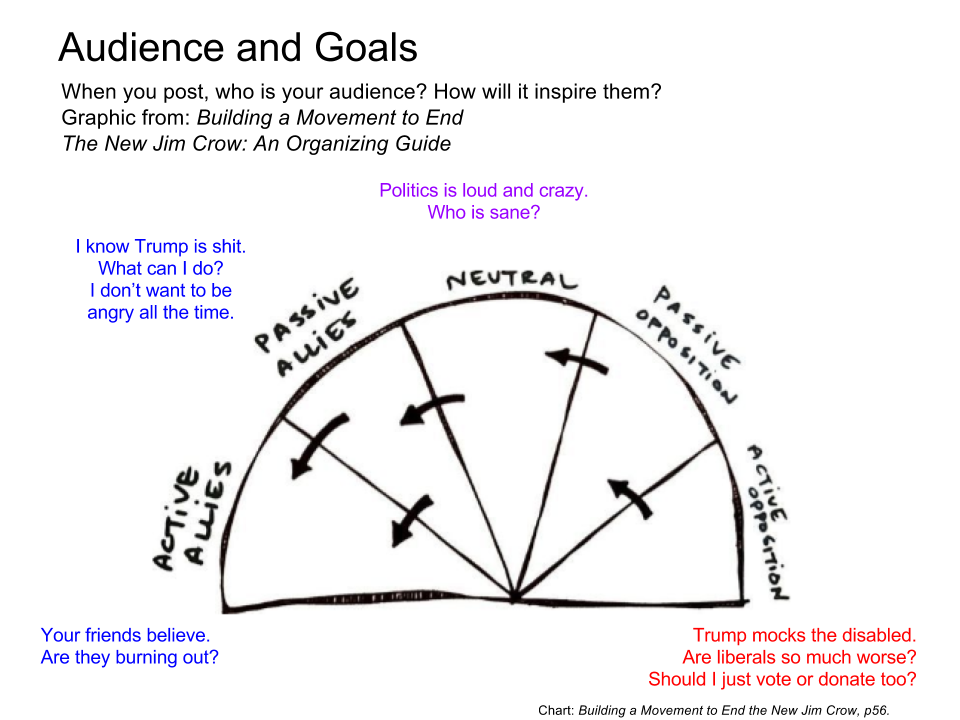 Audience and Goals
When you post, who is your audience? How will it inspire them?
Graphic from: Building a Movement to End
The New Jim Crow: An Organizing Guide
Politics is loud and crazy.
Who is sane?
I know Trump is shit.
What can I do?
I don’t want to be
angry all the time.
PASSIVE
ALLIES
NEUTRAL
PASSIVE
OPPOSITION
ACTIVE
ALLIES
ACTIVE
OPPOSITION
Your friends believe.
Are they burning out?
Trump mocks the disabled.
Are liberals so much worse?
Should I just vote or donate too?
Chart: Building a Movement to End the New Jim Crow, p56.